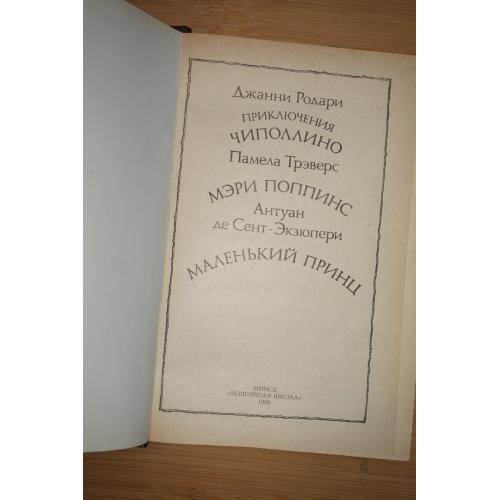 Джанни Родари
ПРИКЛЮЧЕНИЯ
ЧИПОЛЛИНО
Памела Трэверс
МЭРИ ПОППИНС
Антуан
де Сент-Экзюпери
МАЛЕНЬКИЙ ПРИНЦ
МИНСК
«ВЫШЭЙШАЯ ШКОЛА»